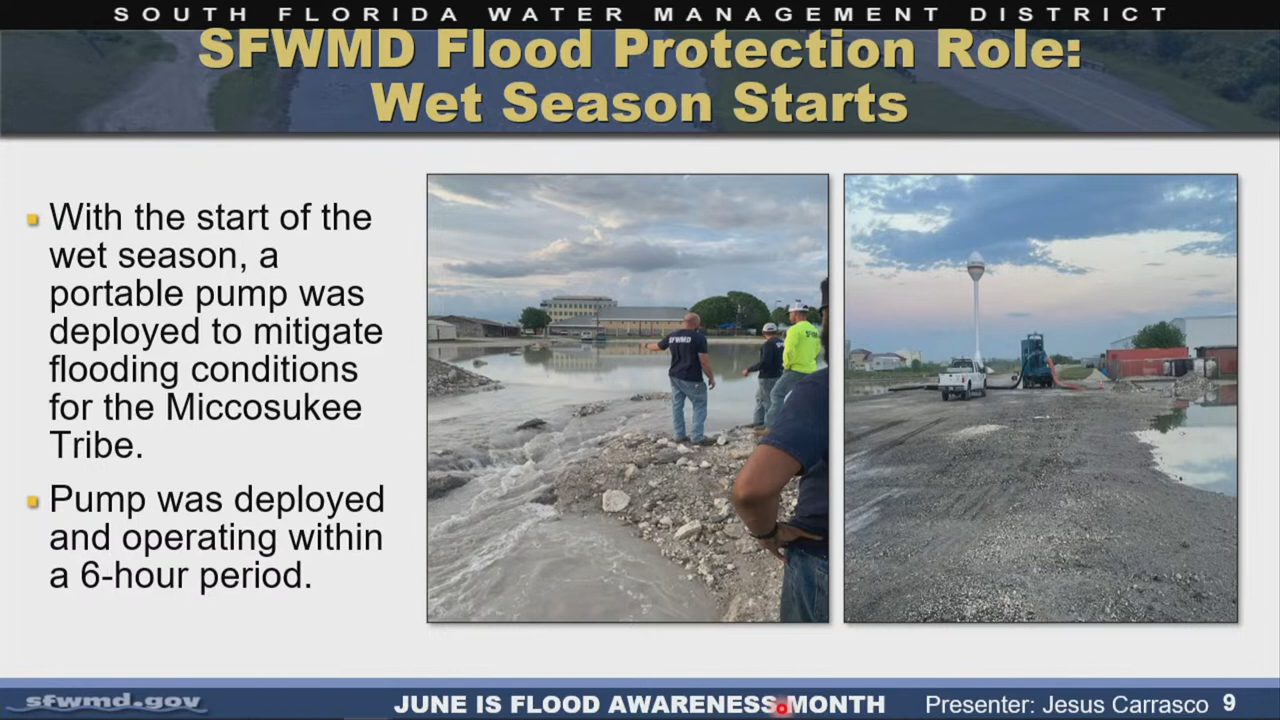 SOUTH FLORIDA WATER MANAGEMENT DISTRICT
SFWMD Flood Protection Role:
Wet Season Starts
With the start of the
wet season, a
portable pump was
deployed to mitigate
flooding conditions
for the Miccosukee
Tribe.
Pump was deployed
and operating within
a 6-hour period.
SFWMD
sfwmd.gov
JUNE IS FLOOD AWARENESS MONTH
Presenter: Jesus Carrasco 9